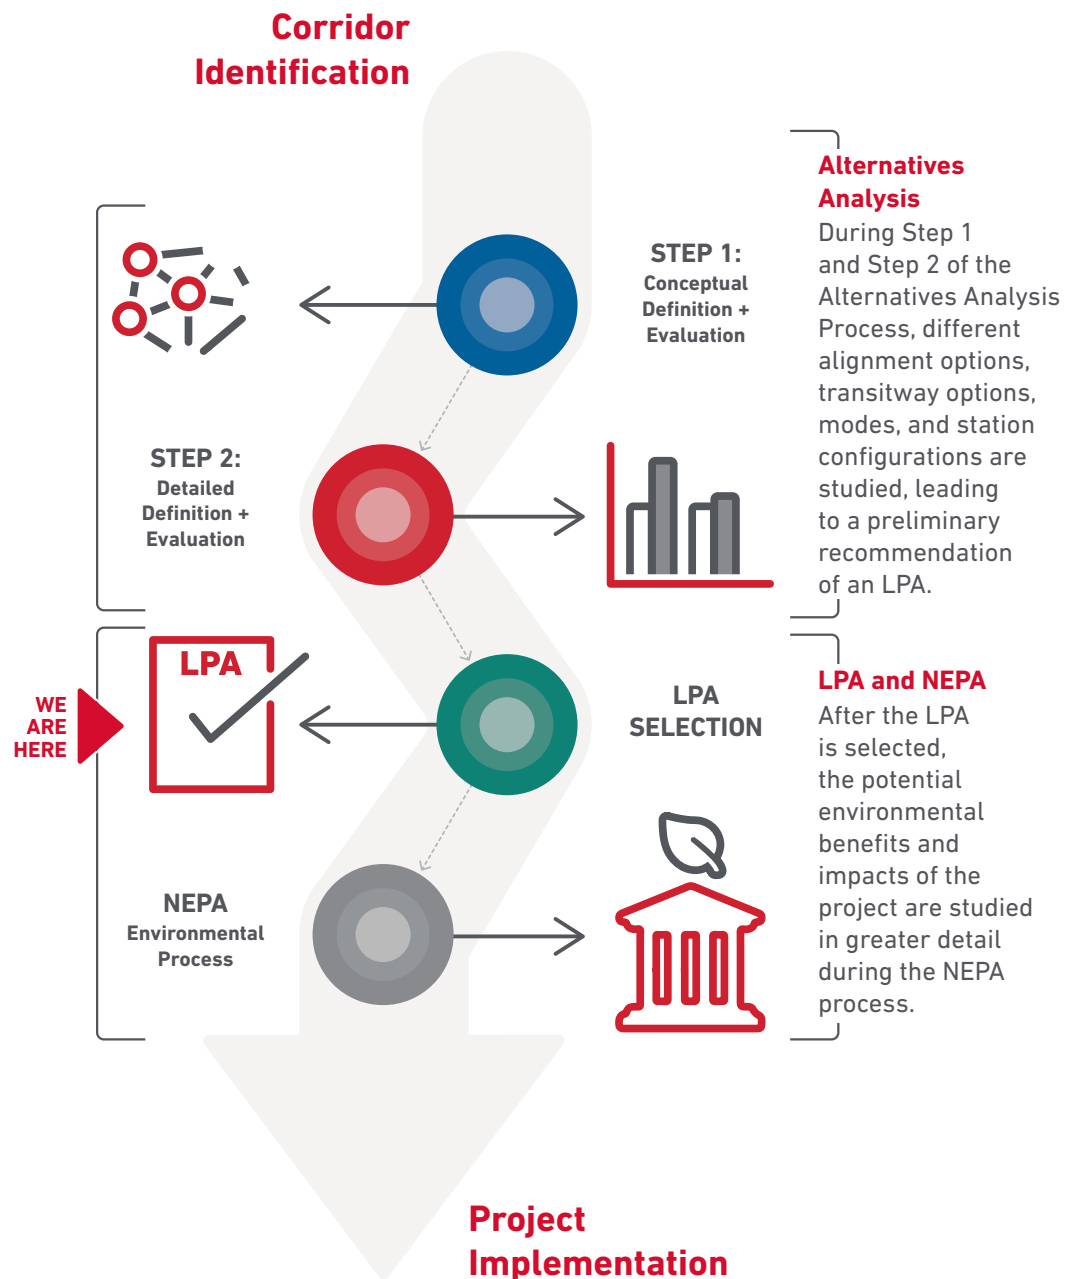 Corridor
Identification
STEP 1:
Conceptual
Definition +
Evaluation
Alternatives
Analysis
During Step 1
and Step 2 of the
Alternatives Analysis
Process, different
alignment options,
transitway options,
modes, and station
configurations are
studied, leading
to a preliminary
recommendation
of an LPA.
STEP 2:
Detailed
Definition +
Evaluation
WE
ARE
HERE
LPA
LPA
SELECTION
LPA and NEPA
After the LPA
is selected,
the potential
environmental
benefits and
impacts of the
project are studied
in greater detail
during the NEPA
process.
NEPA
Environmental
Process
Project
Implementation